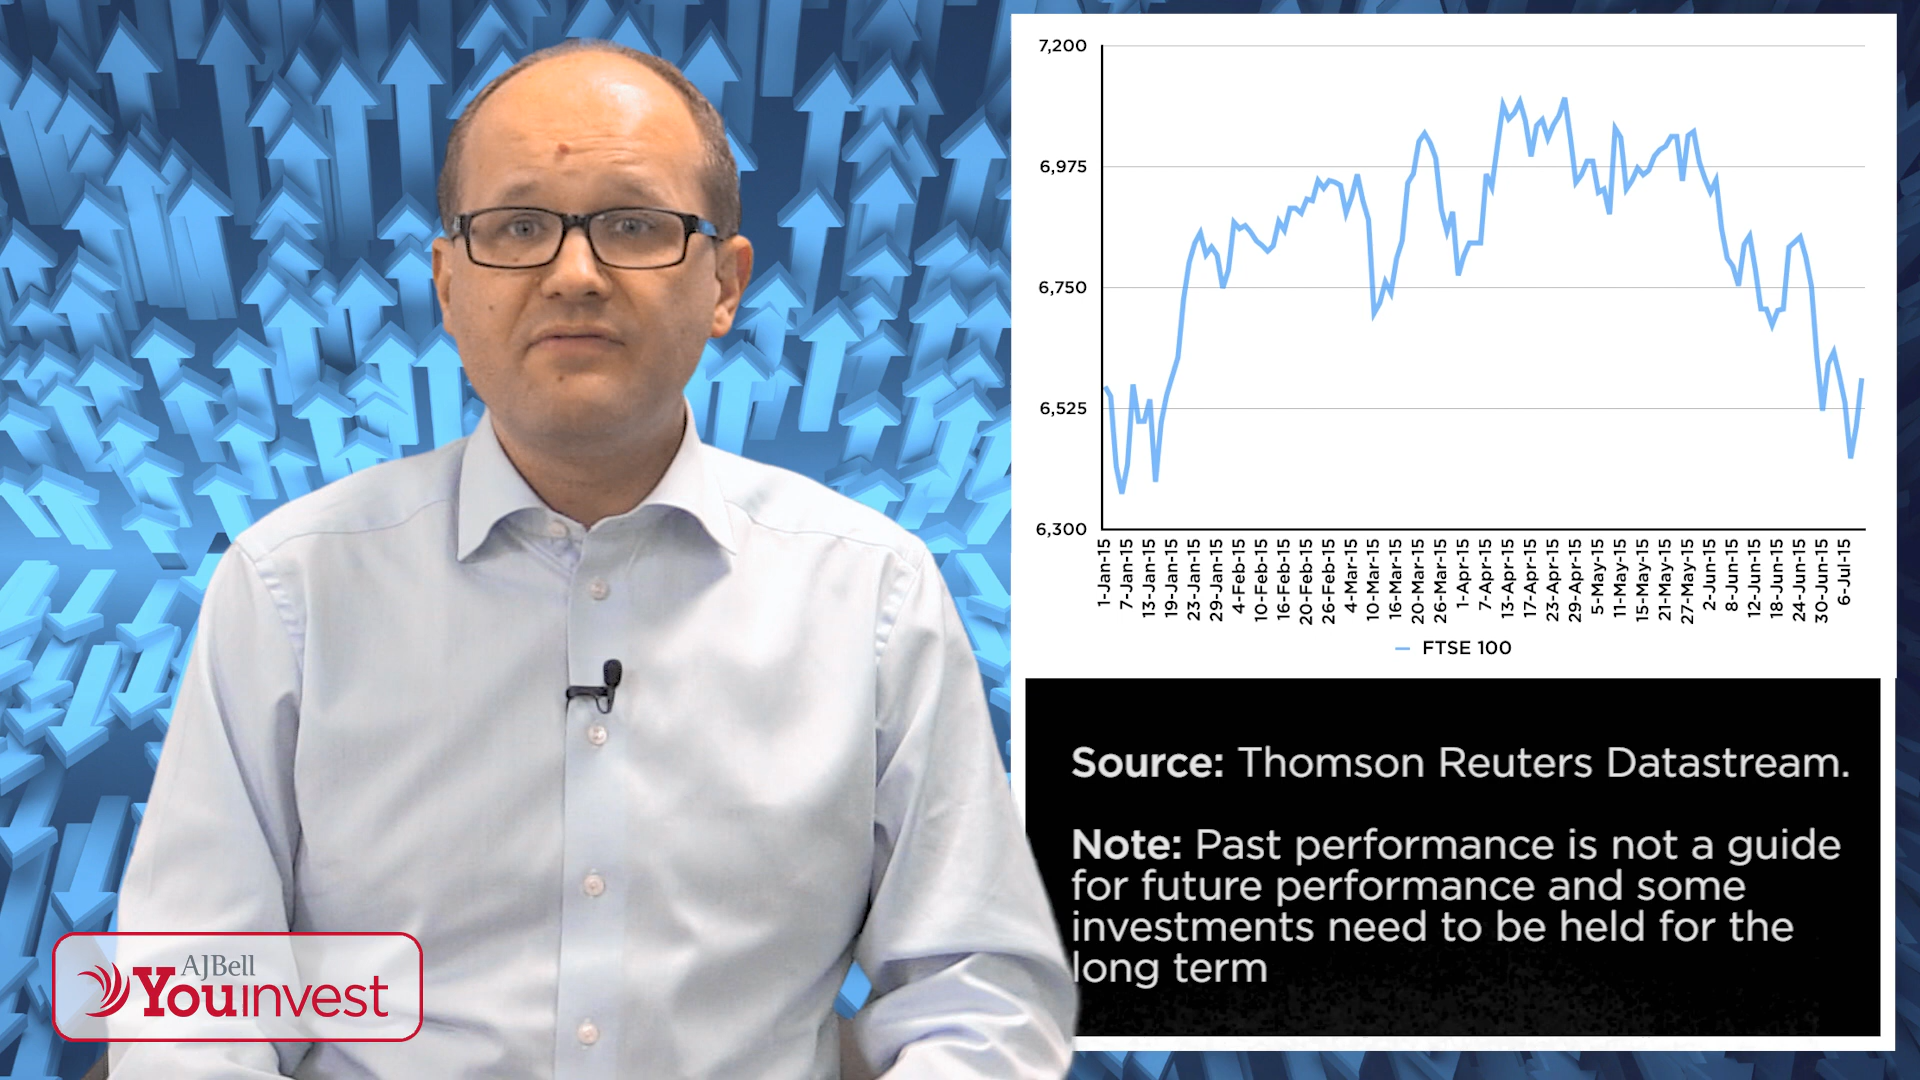 7,200
6,975
6,750
6,525
6,300
1-Jan-15
7-Jan-15
13-Jan-15
19-Jan-15
23-Jan-15
29-Jan-15
4-Feb-15
10-Feb-15
16-Feb-15
20-Feb-15
26-Feb-15
4-Mar-15
10-Mar-15
16-Mar-15
20-Mar-15
26-Mar-15
1-Apr-15
7-Apr-15
13-Apr-15
17-Apr-15
23-Apr-15
29-Apr-15
5-May-15
11-May-15
15-May-15
21-May-15
27-May-15
2-Jun-15
8-Jun-15
12-Jun-15
18-Jun-15
24-Jun-15
30-Jun-15
6-Jul-15
FTSE 100
Source: Thomson Reuters Datastream.
Note: Past performance is not a guide
for future performance and some
investments need to be held for the
long term
AJBell
Youinvest